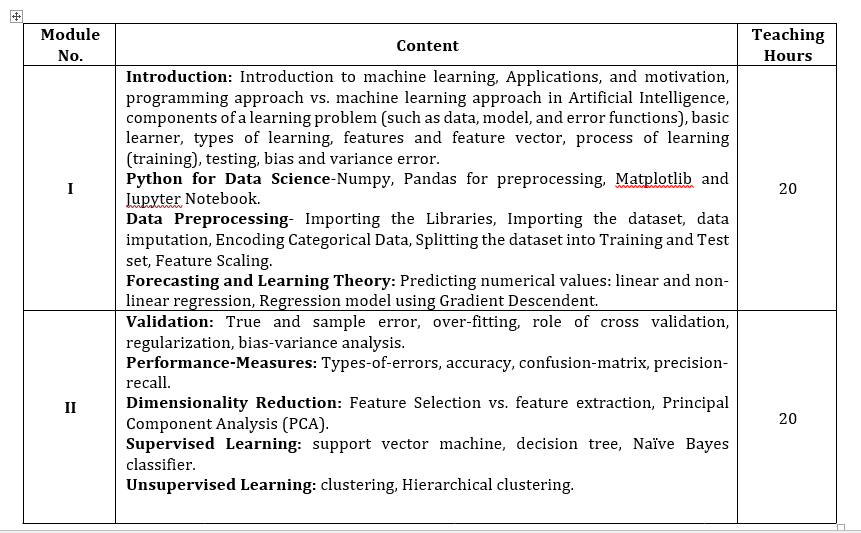 Module No.
Content
Teaching Hours
I
Introduction: Introduction to machine learning, Applications, and motivation,
programming approach vs. machine learning approach in Artificial Intelligence,
components of a learning problem (such as data, model, and error functions), basic
learner, types of learning, features and feature vector, process of learning
(training), testing, bias and variance error.
Python for Data Science-Numpy, Pandas for preprocessing, Matplotlib and
Jupyter Notebook.
Data Preprocessing- Importing the Libraries, Importing the dataset, data
imputation, Encoding Categorical Data, Splitting the dataset into Training and Test
set, Feature Scaling.
Forecasting and Learning Theory: Predicting numerical values: linear and non-
linear regression, Regression model using Gradient Descendent.
20
II
Validation: True and sample error, over-fitting, role of cross validation,
regularization, bias-variance analysis.
Performance-Measures: Types-of-errors, accuracy, confusion-matrix, precision-
recall.
Dimensionality Reduction: Feature Selection vs. feature extraction, Principal
Component Analysis (PCA).
Supervised Learning: support vector machine, decision tree, Naïve Bayes
classifier.
Unsupervised Learning: clustering, Hierarchical clustering.
20